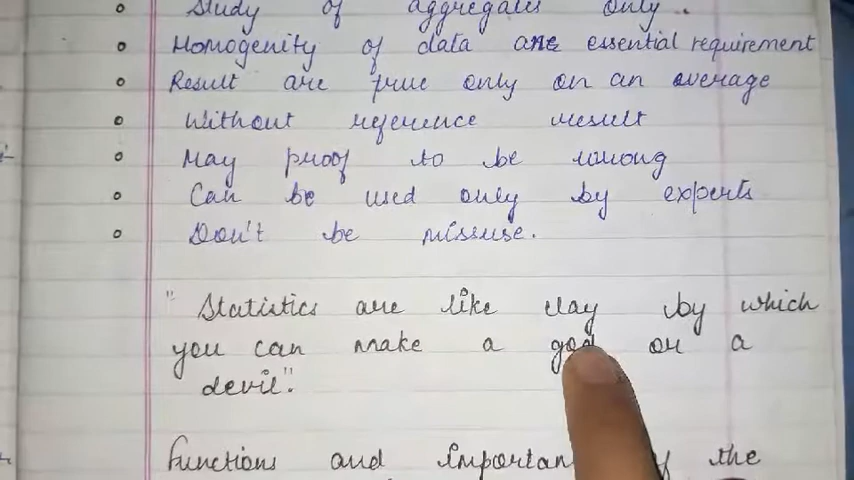 Study of aggregates only.
Homogenity of data are essential requirement
Result are true only on an average
Without reference result
May proof to be wrong
Can be used only by experts
Don't be missuse.
"Statistics are like clay by which
you can make a god or a
devil".
Functions and the